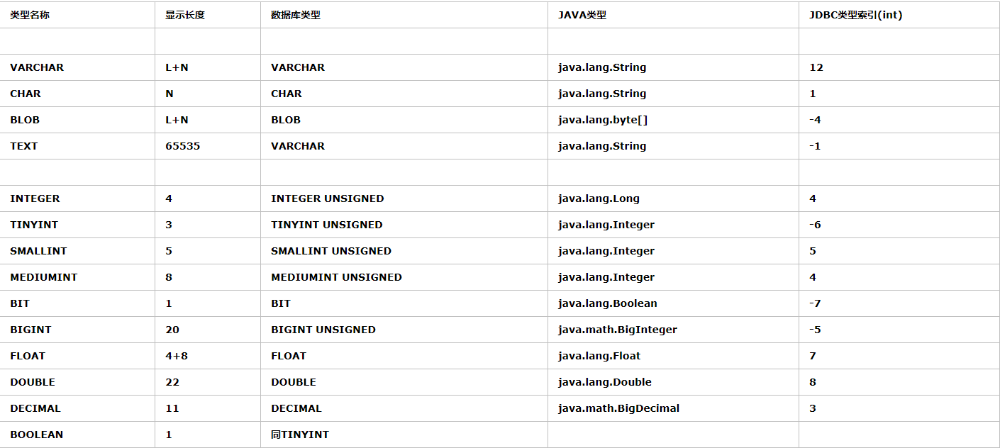 类型名称 显示长度 数据库类型 JAVA类型 JDBC类型索引(int)
VARCHAR L+N VARCHAR java.lang.String 12
CHAR N CHAR java.lang.String 1
BLOB L+N BLOB java.lang.byte[] -4
TEXT 65535 VARCHAR java.lang.String -1
INTEGER 4 INTEGER UNSIGNED java.lang.Long 4
TINYINT 3 TINYINT UNSIGNED java.lang.Integer -6
SMALLINT 5 SMALLINT UNSIGNED java.lang.Integer 5
MEDIUMINT 8 MEDIUMINT UNSIGNED java.lang.Integer 4
BIT 1 BIT java.lang.Boolean -7
BIGINT 20 BIGINT UNSIGNED java.math.BigInteger -5
FLOAT 4+8 FLOAT java.lang.Float 7
DOUBLE 22 DOUBLE java.lang.Double 8
DECIMAL 11 DECIMAL java.math.BigDecimal 3
BOOLEAN 1 同TINYINT